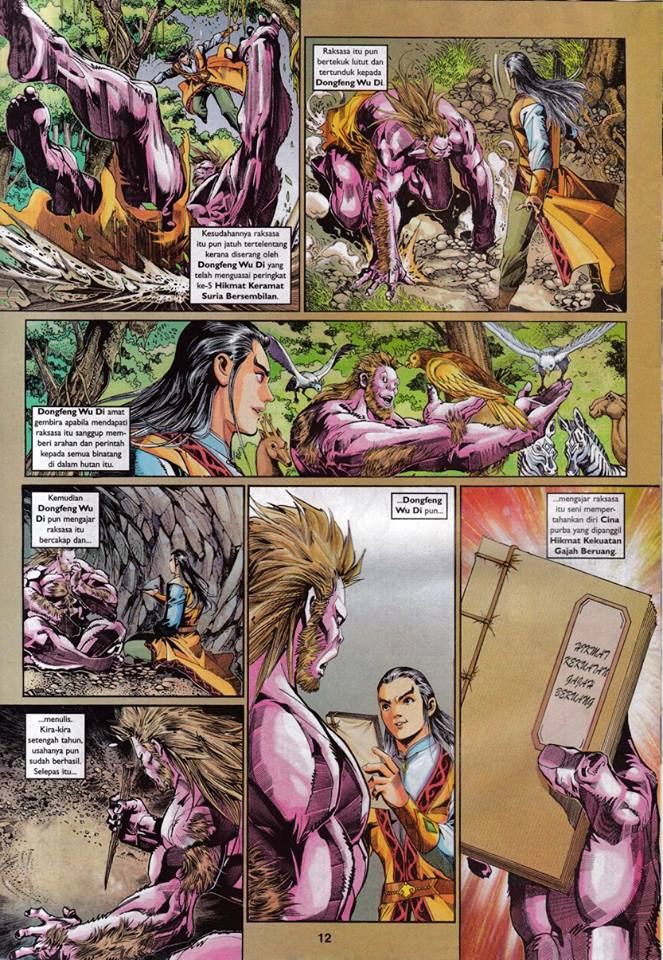 Kesudahannya raksasa
itu pun jatuh tertelentang
kerana diserang oleh
Dongfeng Wu Di yang
telah menguasai peringkat
ke-5 Hikmat Keramat
Suria Bersembilan.
Raksasa itu pun
bertekuk lutut dan
tertunduk kepada
Dongfeng Wu Di.
Dongfeng Wu Di amat
gembira apabila mendapati
raksasa itu sanggup mem-
beri arahan dan perintah
kepada semua binatang
di dalam hutan itu.
Kemudian
Dongfeng Wu
Di pun mengajar
raksasa itu
bercakap dan...
...menulis.
Kira-kira
setengah tahun,
usahanya pun
sudah berhasil.
Selepas itu...
...Dongfeng
Wu Di pun...
...mengajar raksasa
itu seni memper-
tahankan diri Cina
purba yang dipanggil
Hikmat Kekuatan
Gajah Beruang.
HIKMAT
KEKUATAN
GAJAH
BERUANG
12